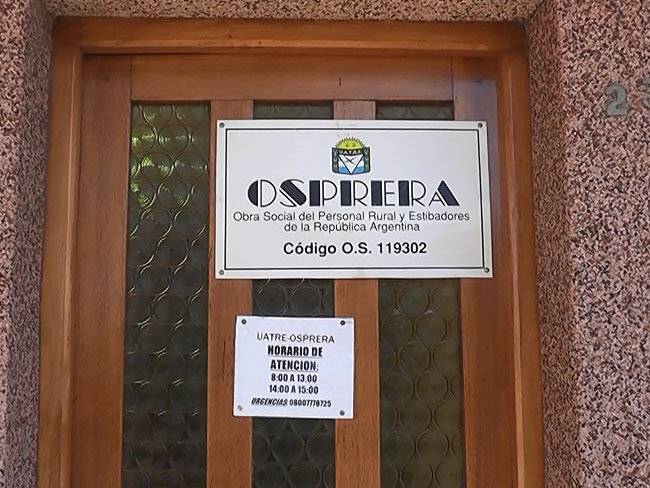 U.A.T.R.E.
OSPRERA
Obra Social del Personal Rural y Estibadores
de la República Argentina
Código O.S. 119302
UATRE-OSPRERA
HORARIO DE
ATENCION:
8:00 A 13:00
14:00 A 15:00
URGENCIAS 08007778725
2